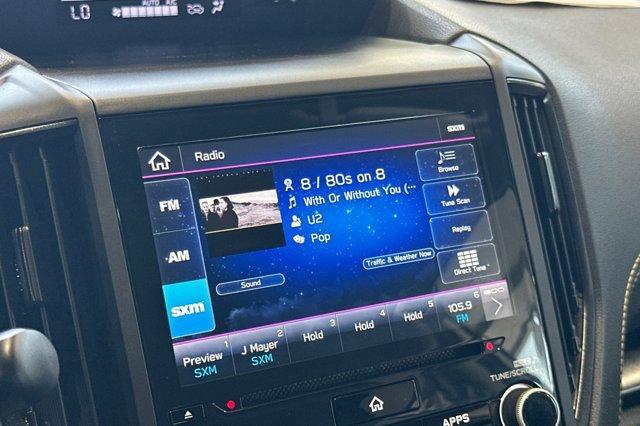 LO
AUTO A/C
Radio
sxm
FM
AM
sxm
8 / 80s on 8
With Or Without You (...
U2
Pop
Browse
Tune Scan
Replay
Direct Tune
Traffic & Weather Now
Sound
1 Preview SXM
2 J Mayer SXM
3 Hold
4 Hold
5 Hold
6 105.9 FM
TUNE/SCROLL
APPS